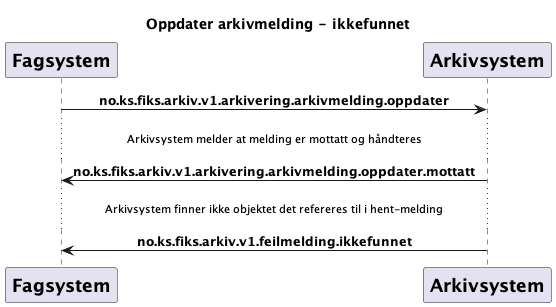 Oppdater arkivmelding - ikkefunnet
Fagsystem Arkivsystem
no.ks.fiks.arkiv.v1.arkivering.arkivmelding.oppdater
Arkivsystem melder at melding er mottatt og håndteres
no.ks.fiks.arkiv.v1.arkivering.arkivmelding.oppdater.mottatt
Arkivsystem finner ikke objektet det refereres til i hent-melding
no.ks.fiks.arkiv.v1.feilmelding.ikkefunnet
Fagsystem Arkivsystem